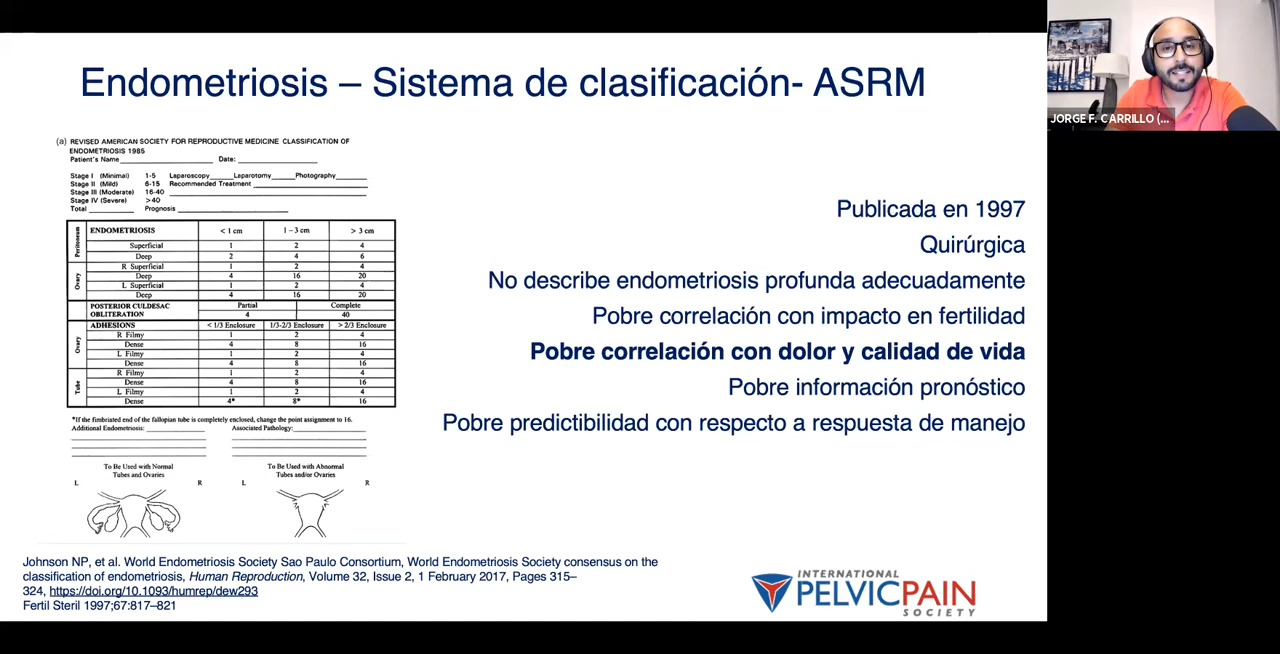 Endometriosis – Sistema de clasificación- ASRM
JORGE F. CARRILLO (...
(a) REVISED AMERICAN SOCIETY FOR REPRODUCTIVE MEDICINE CLASSIFICATION OF
ENDOMETRIOSIS 1985
Patient's Name Date:
Stage I (Minimal) 1-5 Laparoscopy Laparotomy Photography
Stage II (Mild) 6-15 Recommended Treatment
Stage III (Moderate) 16-40
Stage IV (Severe) >40
Total Prognosis
Peritoneum
ENDOMETRIOSIS < 1 cm 1 – 3 cm > 3 cm
Superficial 1 2 4
Deep 2 4 6
Ovary
R Superficial 1 2 4
Deep 4 16 20
L Superficial 1 2 4
Deep 4 16 20
POSTERIOR CULDESAC Partial Complete
OBLITERATION 4 40
ADHESIONS < 1/3 Enclosure 1/3-2/3 Enclosure > 2/3 Enclosure
Ovary
R Filmy 1 2 4
Dense 4 8 16
L Filmy 1 2 4
Dense 4 8 16
Tube
R Filmy 1 2 4
Dense 4 8 16
L Filmy 1 2 4
Dense 4* 8* 16
*If the fimbriated end of the fallopian tube is completely enclosed, change the point assignment to 16.
Additional Endometriosis: Associated Pathology:
To Be Used with Normal
Tubes and Ovaries
To Be Used with Abnormal
Tubes and/or Ovaries
L R L R
Publicada en 1997
Quirúrgica
No describe endometriosis profunda adecuadamente
Pobre correlación con impacto en fertilidad
Pobre correlación con dolor y calidad de vida
Pobre información pronóstico
Pobre predictibilidad con respecto a respuesta de manejo
Johnson NP, et al. World Endometriosis Society Sao Paulo Consortium, World Endometriosis Society consensus on the
classification of endometriosis, Human Reproduction, Volume 32, Issue 2, 1 February 2017, Pages 315–
324, https://doi.org/10.1093/humrep/dew293
Fertil Steril 1997;67:817–821
INTERNATIONAL
PELVICPAIN
SOCIETY